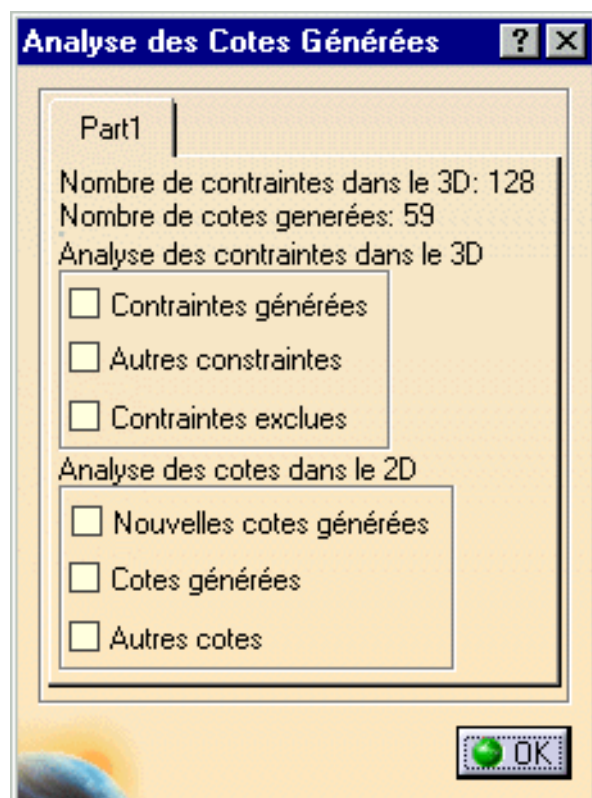 Analyse des Cotes Générées
Part1
Nombre de contraintes dans le 3D: 128
Nombre de cotes generées: 59
Analyse des contraintes dans le 3D
Contraintes générées
Autres constraintes
Contraintes exclues
Analyse des cotes dans le 2D
Nouvelles cotes générées
Cotes générées
Autres cotes
OK